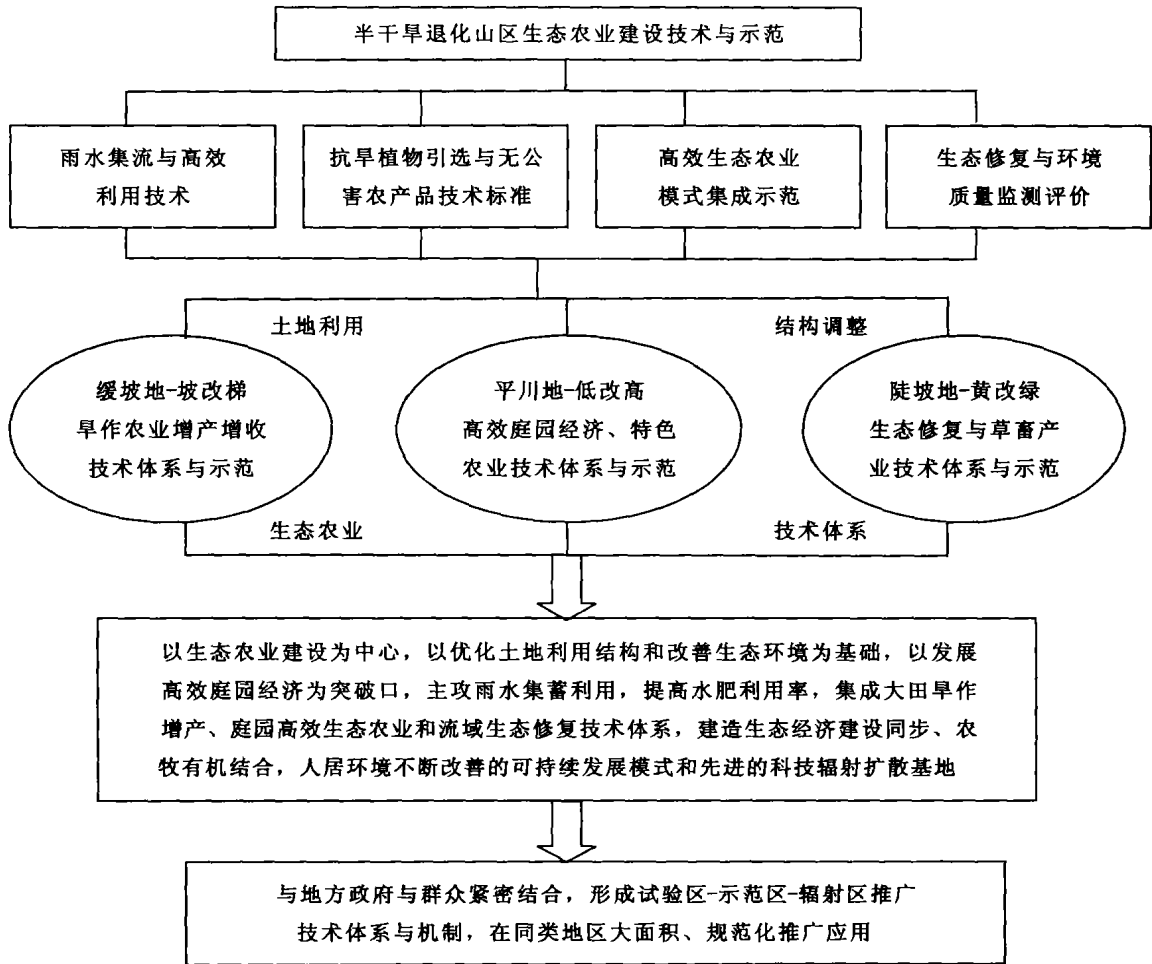 半干旱退化山区生态农业建设技术与示范
雨水集流与高效
利用技术
抗旱植物引选与无公
害农产品技术标准
高效生态农业
模式集成示范
生态修复与环境
质量监测评价
土地利用
结构调整
缓坡地-坡改梯
旱作农业增产增收
技术体系与示范
平川地-低改高
高效庭园经济、特色
农业技术体系与示范
陡坡地-黄改绿
生态修复与草畜产
业技术体系与示范
生态农业
技术体系
以生态农业建设为中心，以优化土地利用结构和改善生态环境为基础，以发展
高效庭园经济为突破口，主攻雨水集蓄利用，提高水肥利用率，集成大田旱作
增产、庭园高效生态农业和流域生态修复技术体系，建造生态经济建设同步、农
牧有机结合，人居环境不断改善的可持续发展模式和先进的科技辐射扩散基地
与地方政府与群众紧密结合，形成试验区-示范区-辐射区推广
技术体系与机制，在同类地区大面积、规范化推广应用